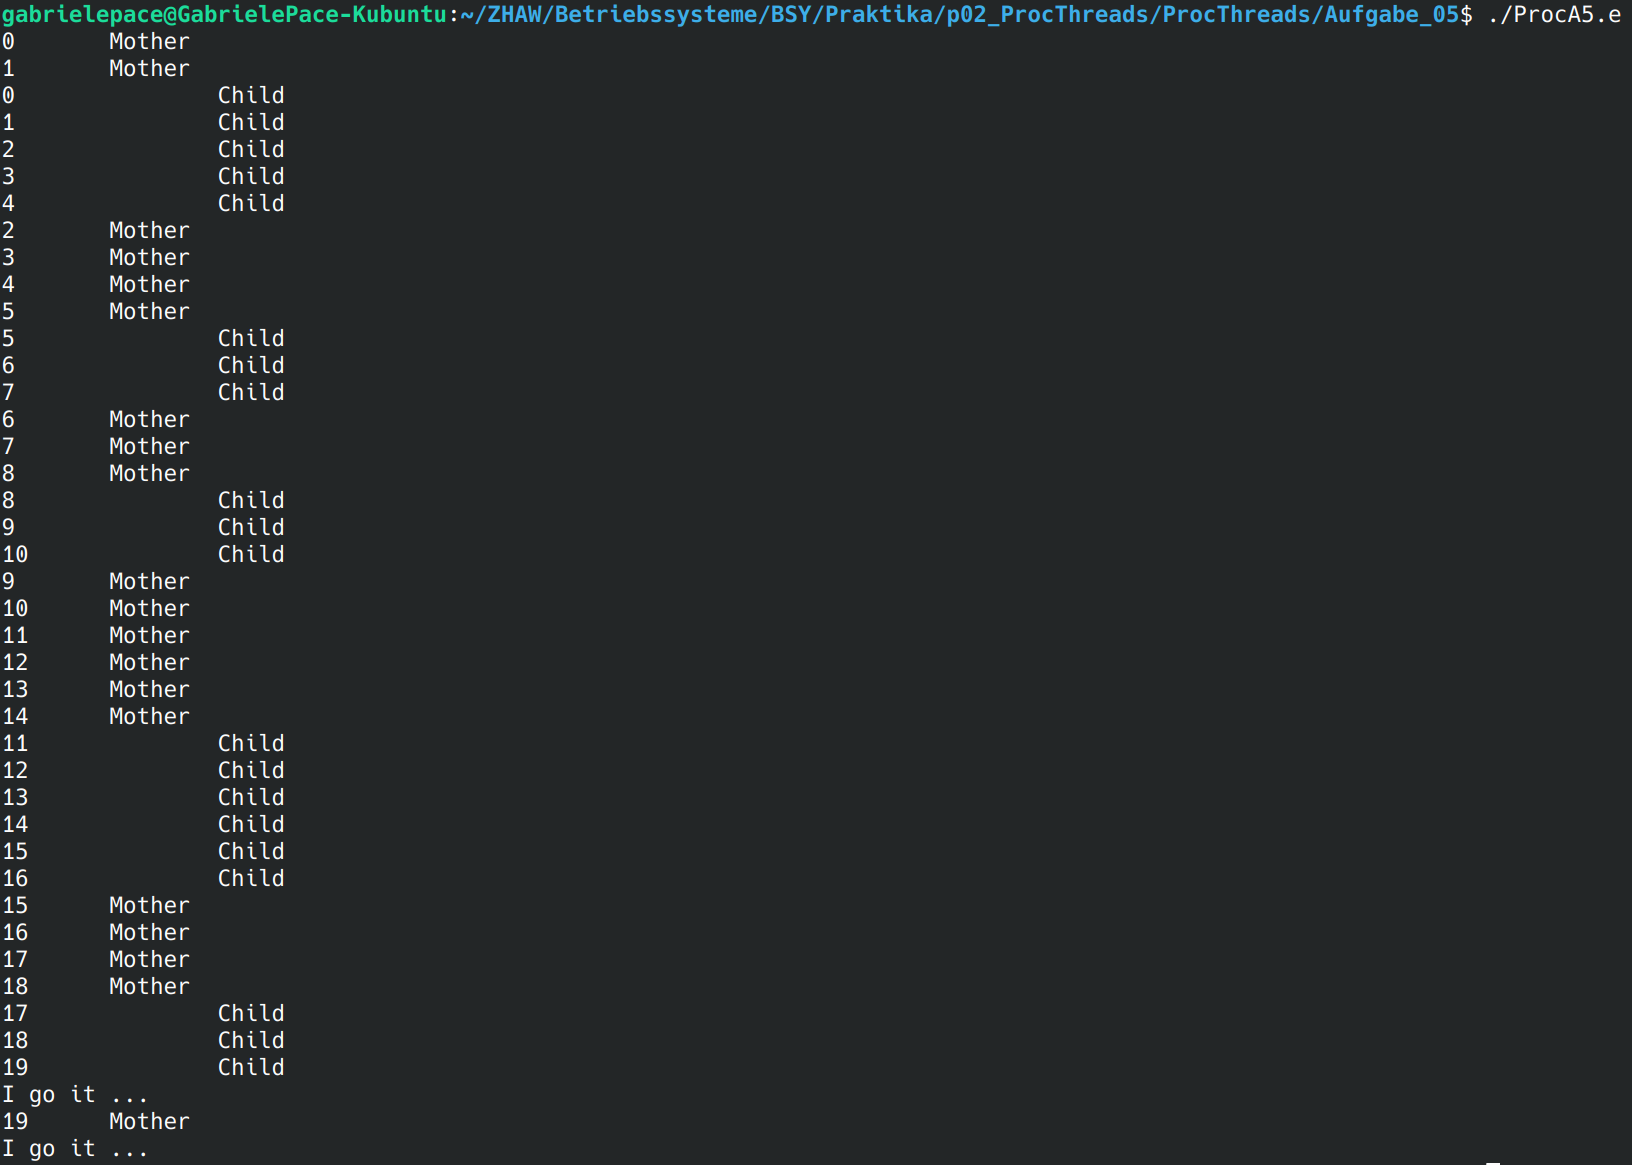 gabrielepace@GabrielePace-Kubuntu:~/ZHAW/Betriebssysteme/BSY/Praktika/p02_ProcThreads/ProcThreads/Aufgabe_05$ ./ProcA5.e
0 Mother
1 Mother
0 Child
1 Child
2 Child
3 Child
4 Child
2 Mother
3 Mother
4 Mother
5 Mother
5 Child
6 Child
7 Child
6 Mother
7 Mother
8 Mother
8 Child
9 Child
10 Child
9 Mother
10 Mother
11 Mother
12 Mother
13 Mother
14 Mother
11 Child
12 Child
13 Child
14 Child
15 Child
16 Child
15 Mother
16 Mother
17 Mother
18 Mother
17 Child
18 Child
19 Child
I go it ...
19 Mother
I go it ...